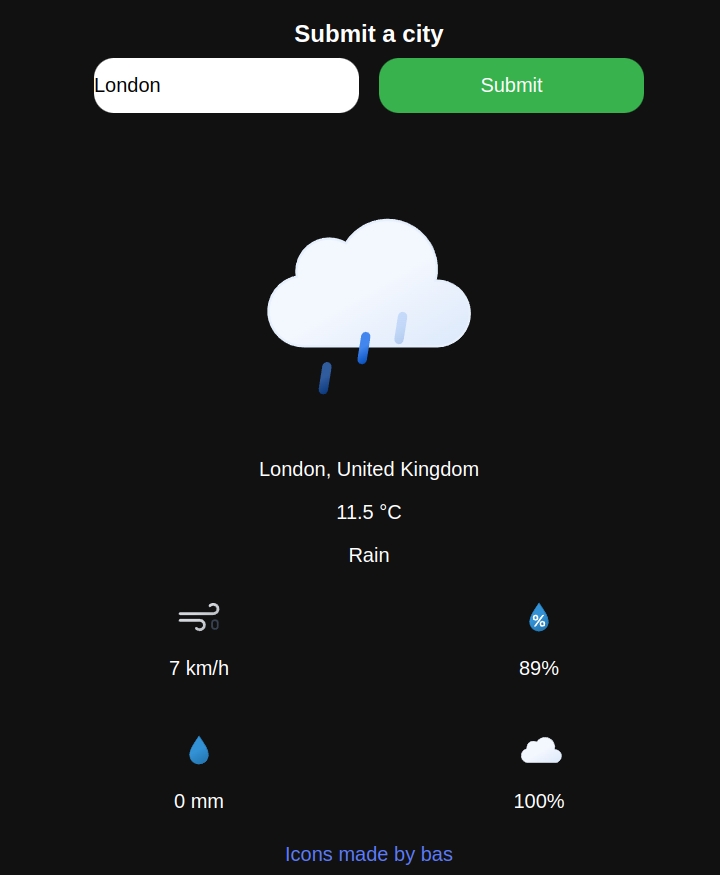 Submit a city
London
Submit
London, United Kingdom
11.5 °C
Rain
0
%
7 km/h
89%
0 mm
100%
Icons made by bas